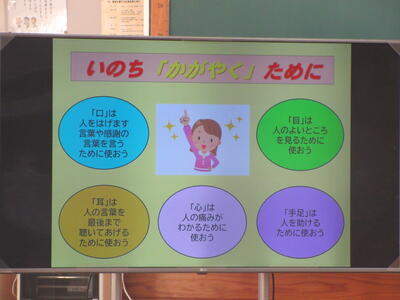 いのち「かがやく」ために
「口」は
人をはげます
言葉や感謝の
言葉を言う
ために使おう
「目」は
人のよいところ
を見るために
使おう
「耳」は
人の言葉を
最後まで
聴いてあげる
ために使おう
「心」は
人の痛みが
わかるために
使おう
「手足」は
人を助ける
ために使おう